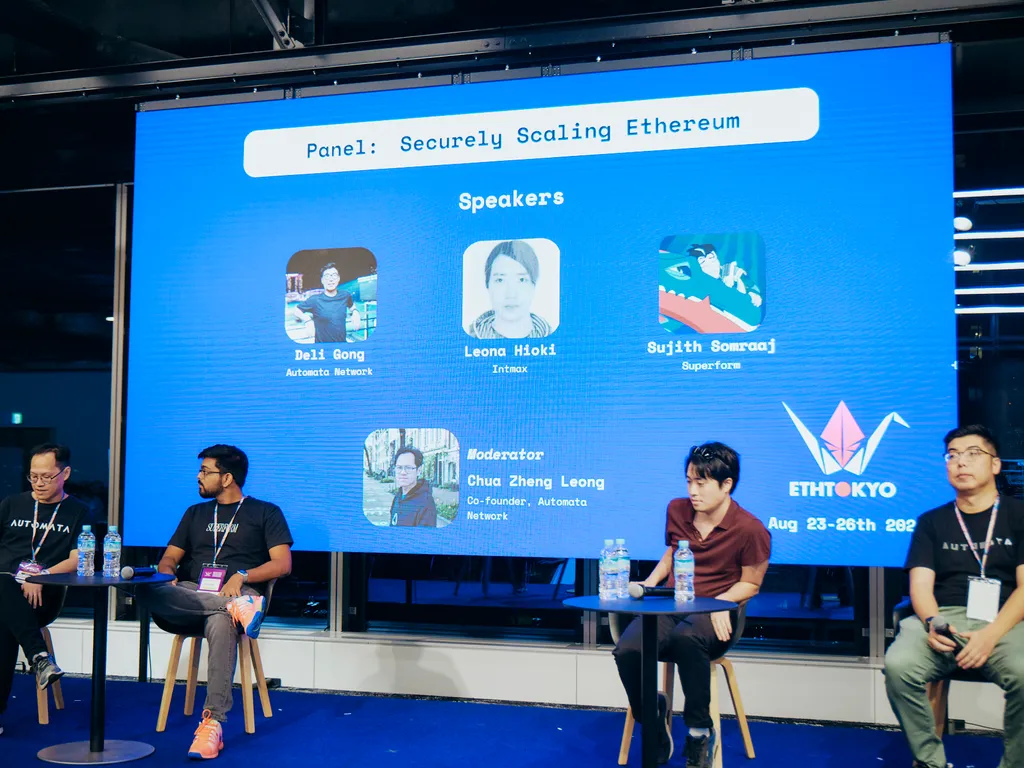 Panel: Securely Scaling Ethereum
Speakers
Deli Gong
Automata Network
Leona Hioki
Intmax
Sujith Somraaj
Superform
Moderator
Chua Zheng Leong
Co-founder, Automata
Network
ETHTOKYO
Aug 23-26th 202
AUTOMATA
SUPERFORM
AUTOMATA